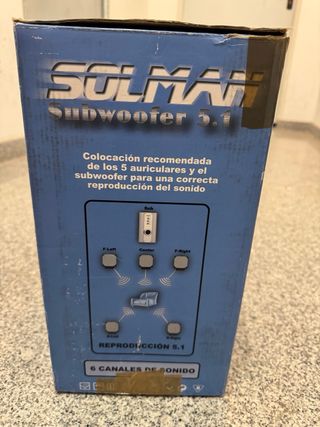 SOLMAN
Subwoofer 5.1
Colocación recomendada
de los 5 auriculares y el
subwoofer para una correcta
reproducción del sonido
Sub
F-Left Center F-Right
REPRODUCCIÓN 5.1
6 CANALES DE SONIDO